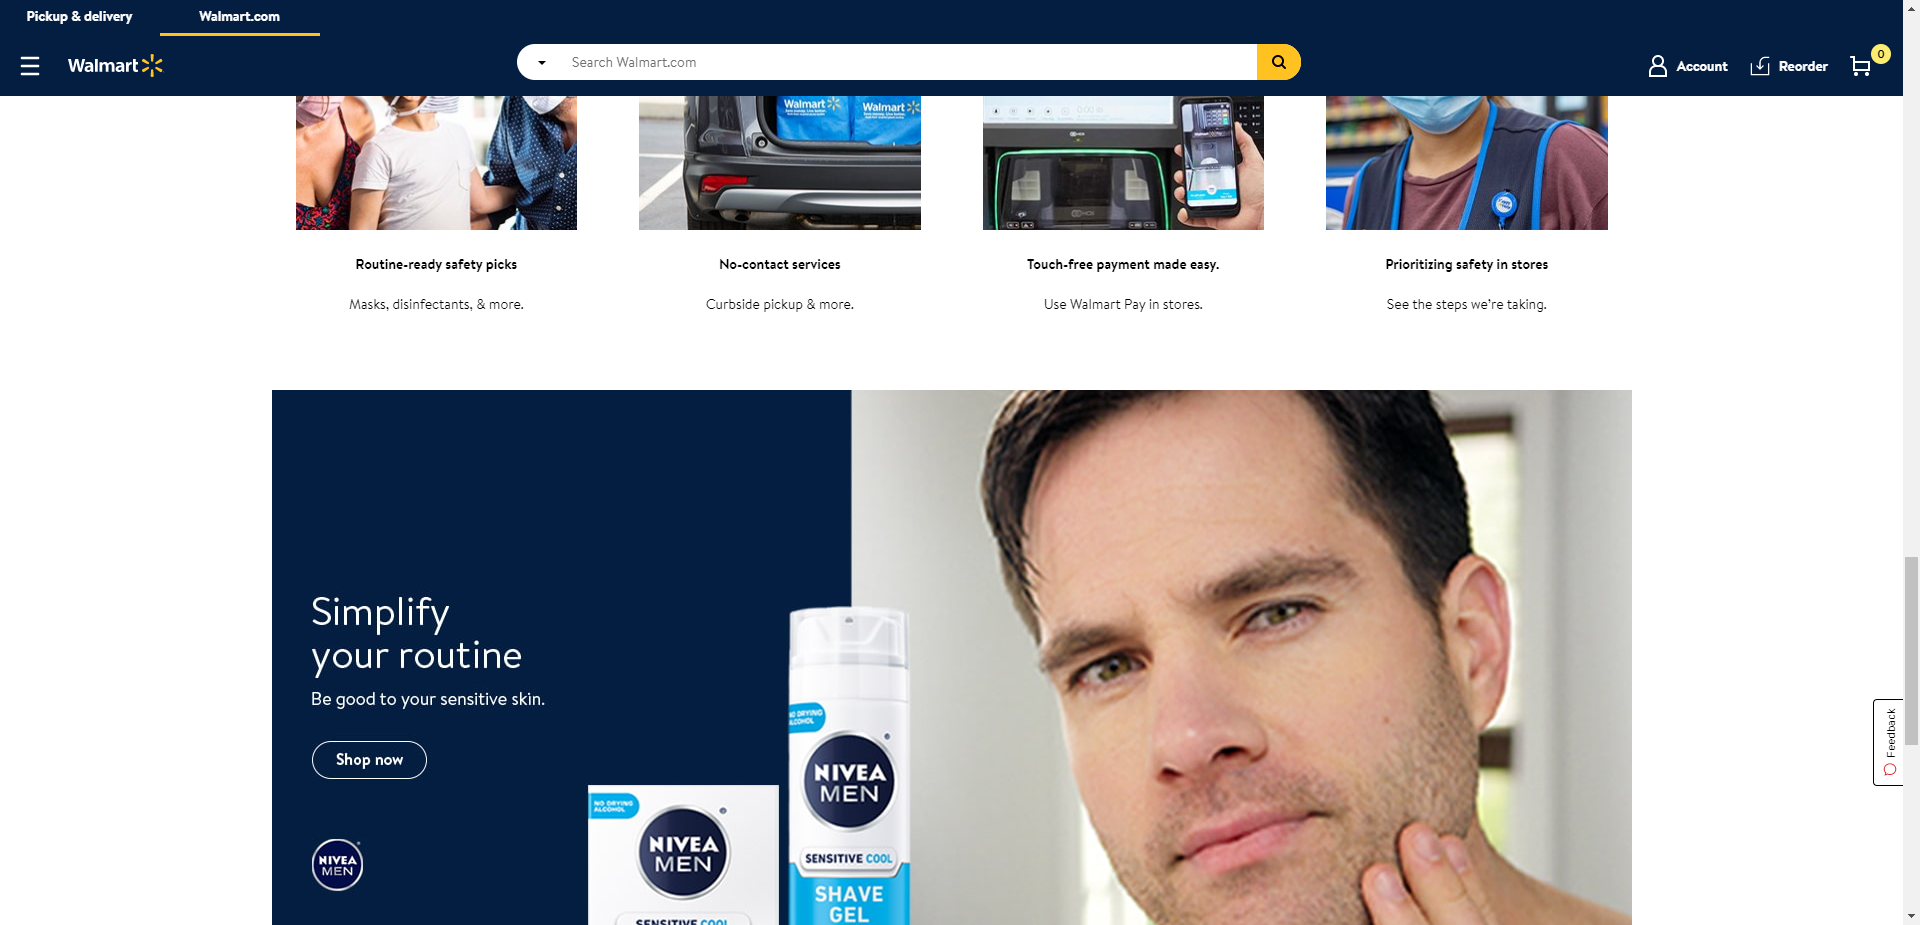 Pickup & delivery
Walmart.com
Walmart
Search Walmart.com
Account
Reorder
0
Walmart
Walmart
Routine-ready safety picks
No-contact services
Touch-free payment made easy.
Prioritizing safety in stores
Masks, disinfectants, & more.
Curbside pickup & more.
Use Walmart Pay in stores.
See the steps we're taking.
Simplify
your routine
Be good to your sensitive skin.
Shop now
NIVEA
MEN
NO DRYING
ALCOHOL
NIVEA
MEN
SENSITIVE COOL
NO DRYING
ALCOHOL
NIVEA
MEN
SENSITIVE COOL
SHAVE
GEL
Feedback